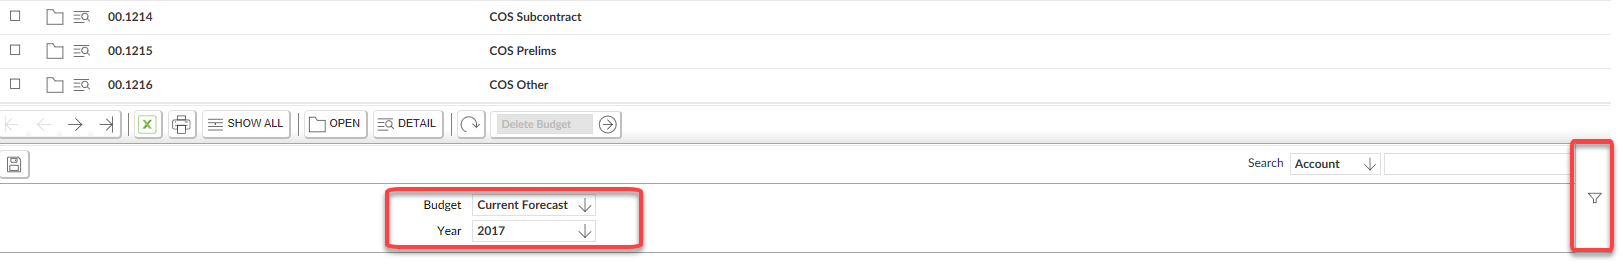 00.1214 COS Subcontract
00.1215 COS Prelims
00.1216 COS Other
X SHOW ALL OPEN DETAIL Delete Budget
Search Account
Budget Current Forecast
Year 2017